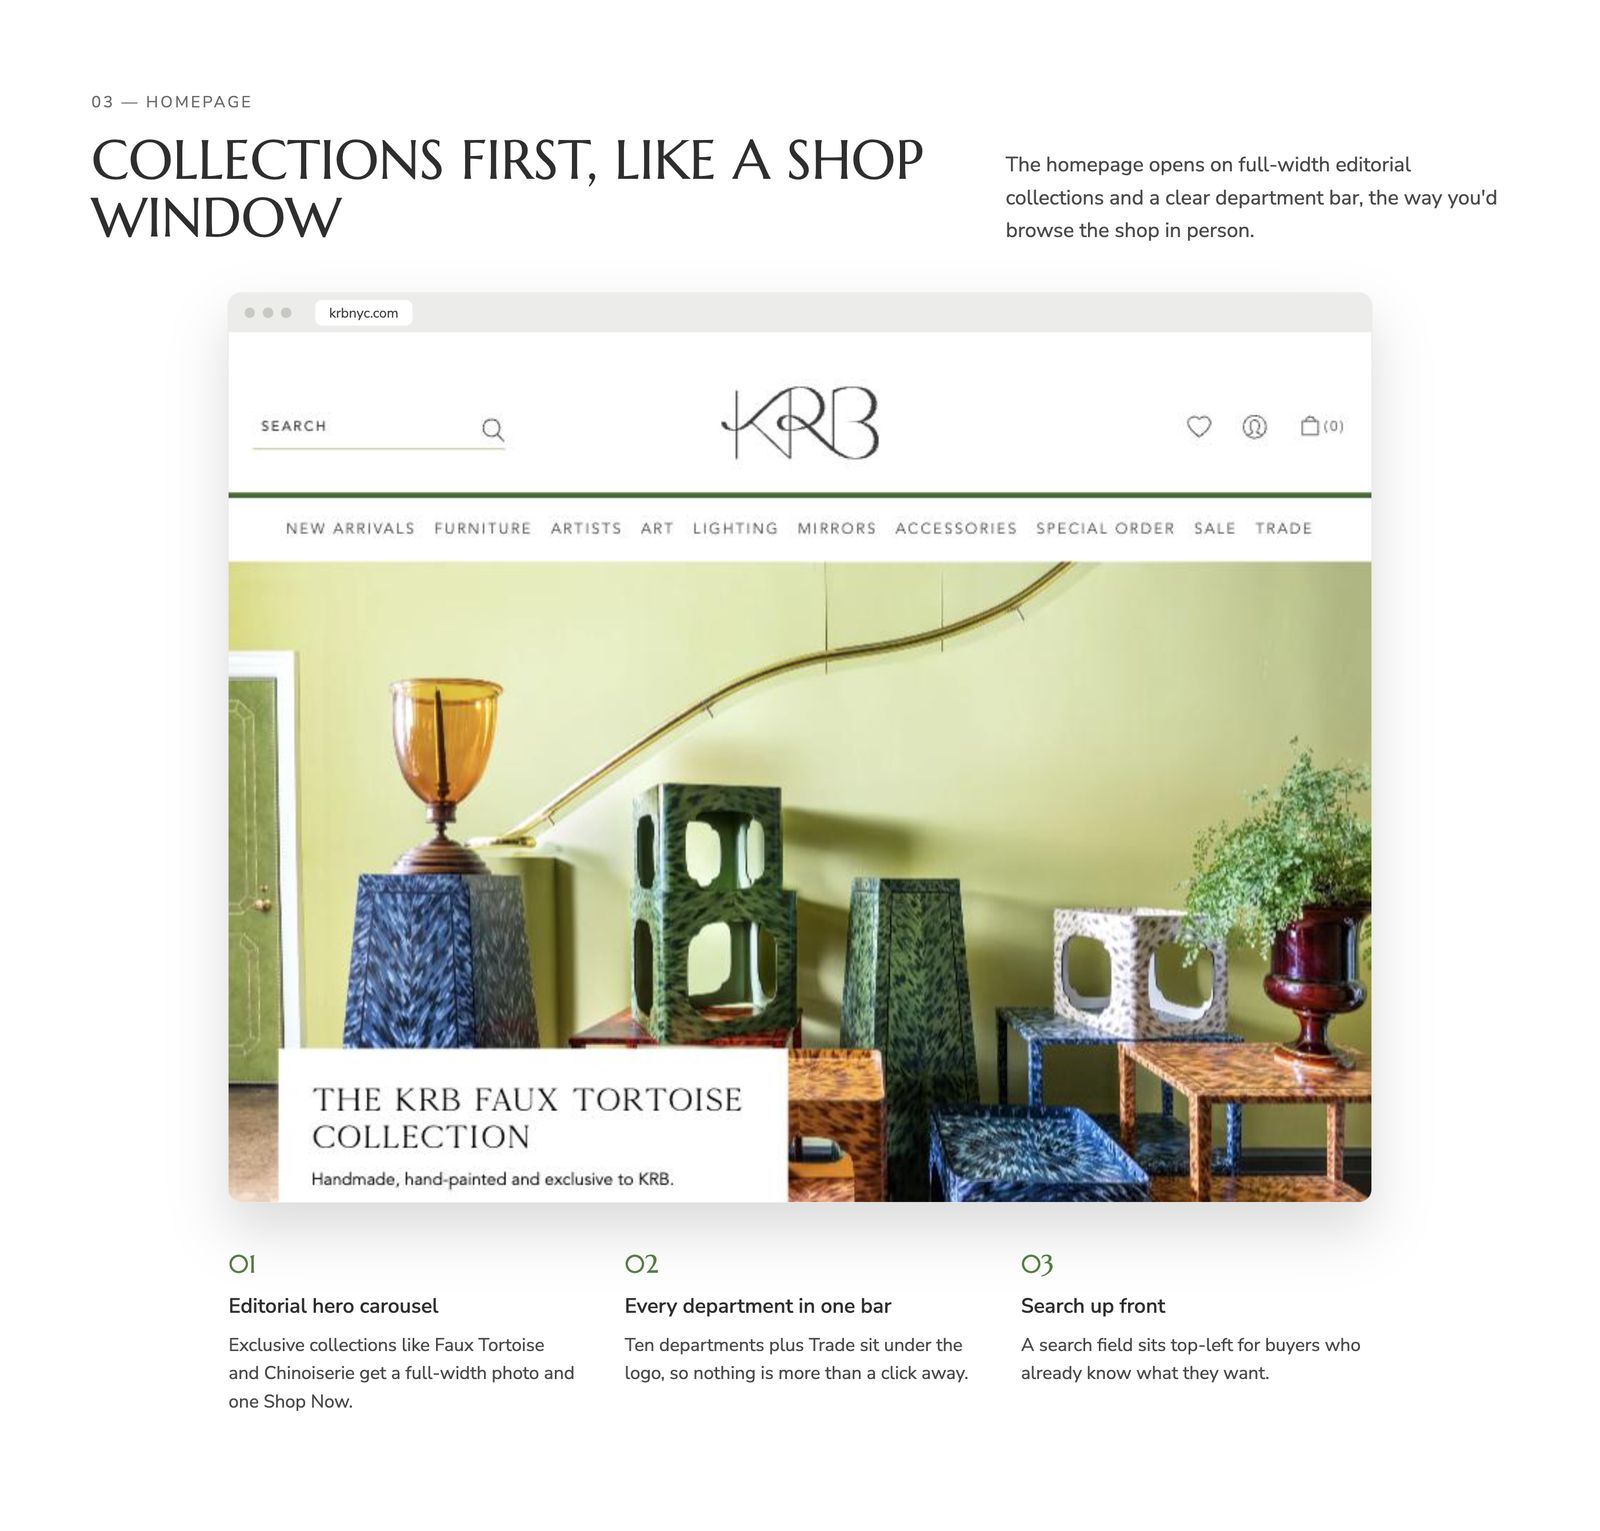 03 — HOMEPAGE
COLLECTIONS FIRST, LIKE A SHOP
WINDOW
The homepage opens on full-width editorial
collections and a clear department bar, the way you'd
browse the shop in person.
krbnyc.com
SEARCH
KRB
(0)
NEW ARRIVALS FURNITURE ARTISTS ART LIGHTING MIRRORS ACCESSORIES SPECIAL ORDER SALE TRADE
THE KRB FAUX TORTOISE
COLLECTION
Handmade, hand-painted and exclusive to KRB.
01
Editorial hero carousel
Exclusive collections like Faux Tortoise
and Chinoiserie get a full-width photo and
one Shop Now.
02
Every department in one bar
Ten departments plus Trade sit under the
logo, so nothing is more than a click away.
03
Search up front
A search field sits top-left for buyers who
already know what they want.